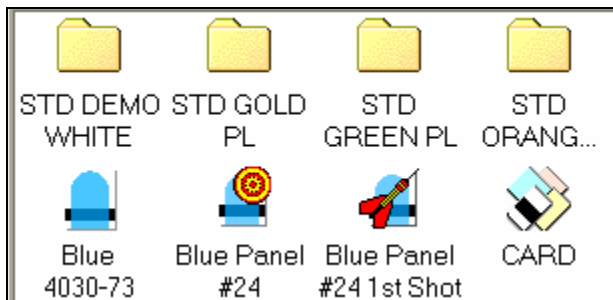 STD DEMO STD GOLD STD STD
WHITE PL GREEN PL ORANG...
Blue Blue Panel Blue Panel CARD
4030-73 #24 #24 1st Shot